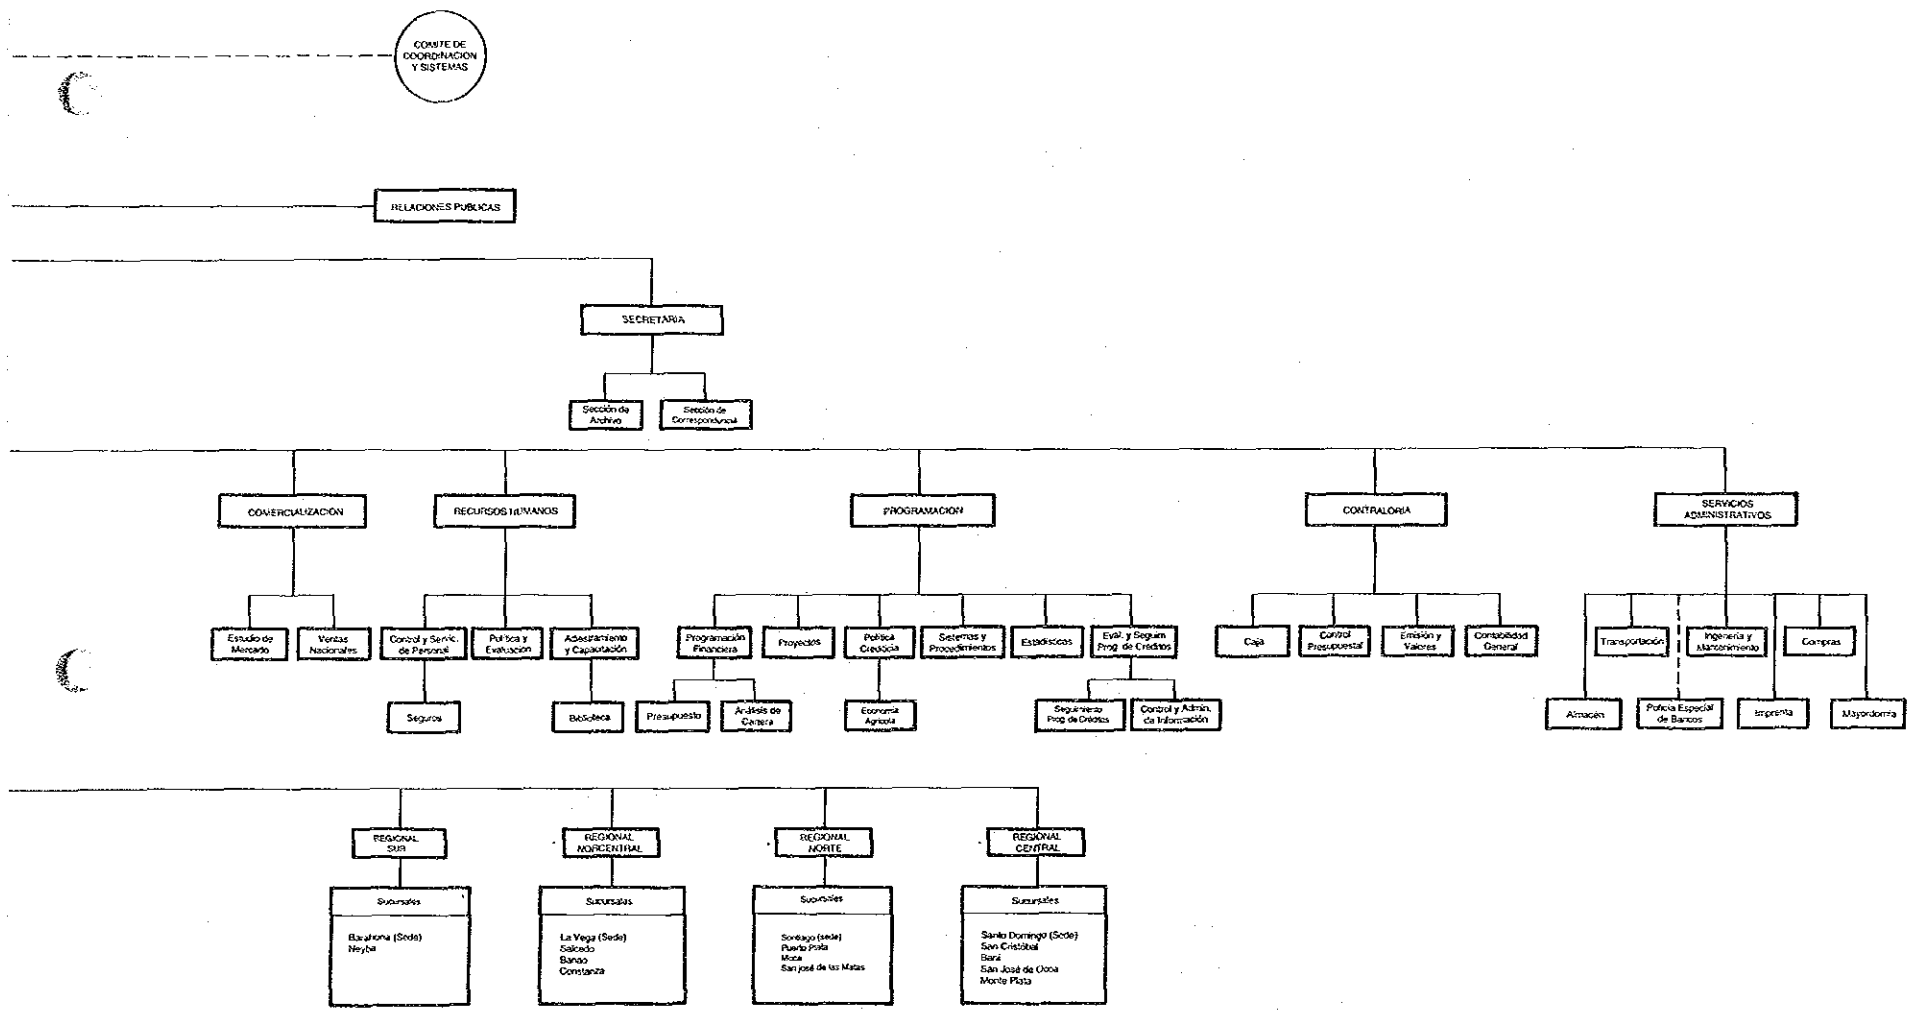 COMITE DE
COORDINACION
Y SISTEMAS
RELACIONES PUBLICAS
SECRETARIA
Sección de
Archivo
Sección de
Correspondencia
COMERCIALIZACION
RECURSOS HUMANOS
PROGRAMACION
CONTRALORIA
SERVICIOS
ADMINISTRATIVOS
Estudio de
Mercado
Ventas
Nacionales
Control y Servic.
de Personal
Política y
Evaluación
Adiestramiento
y Capacitación
Programación
Financiera
Proyectos
Política
Crediticia
Sistemas y
Procedimientos
Estadísticas
Eval. y Seguim.
Prog. de Créditos
Caja
Control
Presupuestal
Emisión y
Valores
Contabilidad
General
Transportación
Ingeniería y
Mantenimiento
Compras
Seguros
Biblioteca
Presupuesto
Análisis de
Cartera
Economía
Agrícola
Seguimiento
Prog. de Créditos
Control y Admin.
de Información
Almacén
Policía Especial
de Bancos
Imprenta
Mayordomía
REGIONAL
SUR
REGIONAL
NORCENTRAL
REGIONAL
NORTE
REGIONAL
CENTRAL
Sucursales
Barahona (Sede)
Neyba
Sucursales
La Vega (Sede)
Salcedo
Bonao
Constanza
Sucursales
Santiago (sede)
Puerto Plata
Moca
San josé de las Matas
Sucursales
Santo Domingo (Sede)
San Cristóbal
Baní
San José de Ocoa
Monte Plata